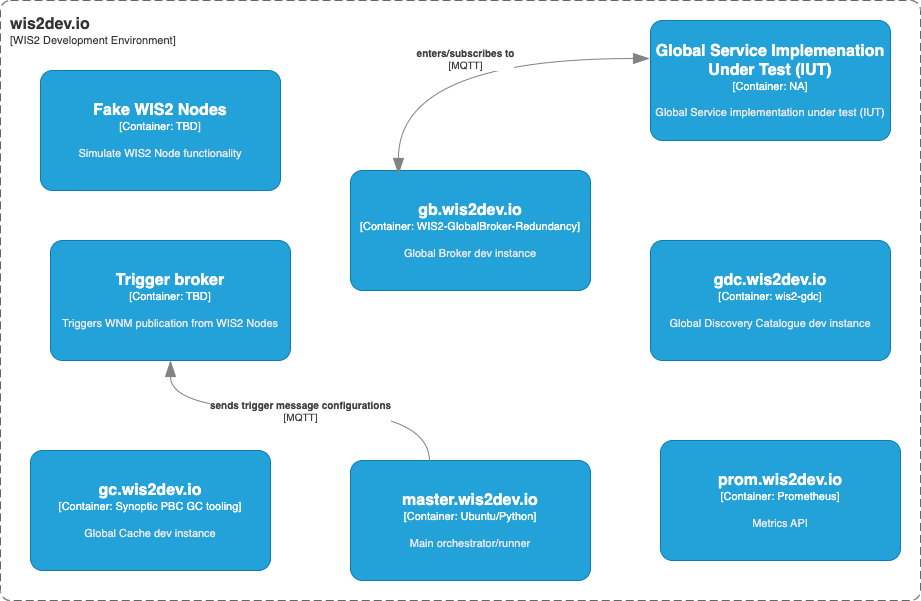 wis2dev.io
[WIS2 Development Environment]
Fake WIS2 Nodes
[Container: TBD]
Simulate WIS2 Node functionality
enters/subscribes to
[MQTT]
Global Service Implemenation
Under Test (IUT)
[Container: NA]
Global Service implementation under test (IUT)
gb.wis2dev.io
[Container: WIS2-GlobalBroker-Redundancy]
Global Broker dev instance
Trigger broker
[Container: TBD]
Triggers WNM publication from WIS2 Nodes
gdc.wis2dev.io
[Container: wis2-gdc]
Global Discovery Catalogue dev instance
sends trigger message configurations
[MQTT]
gc.wis2dev.io
[Container: Synoptic PBC GC tooling]
Global Cache dev instance
master.wis2dev.io
[Container: Ubuntu/Python]
Main orchestrator/runner
prom.wis2dev.io
[Container: Prometheus]
Metrics API